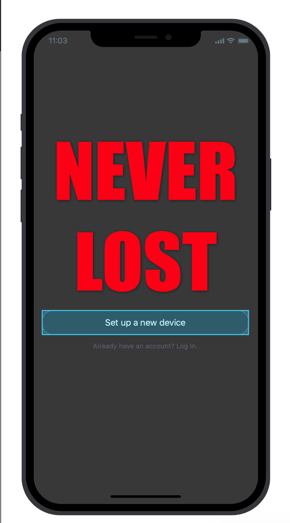 11:03
NEVER
LOST
Set up a new device
Already have an account? Log in.